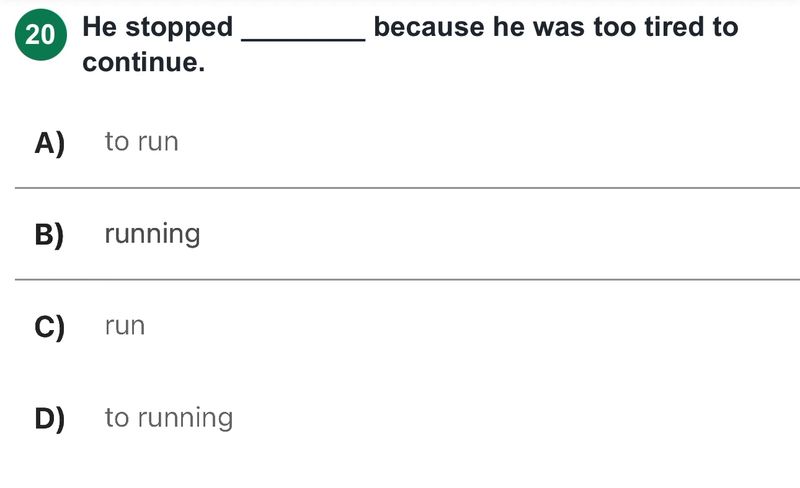 20 He stopped ________ because he was too tired to
continue.
A) to run
B) running
C) run
D) to running